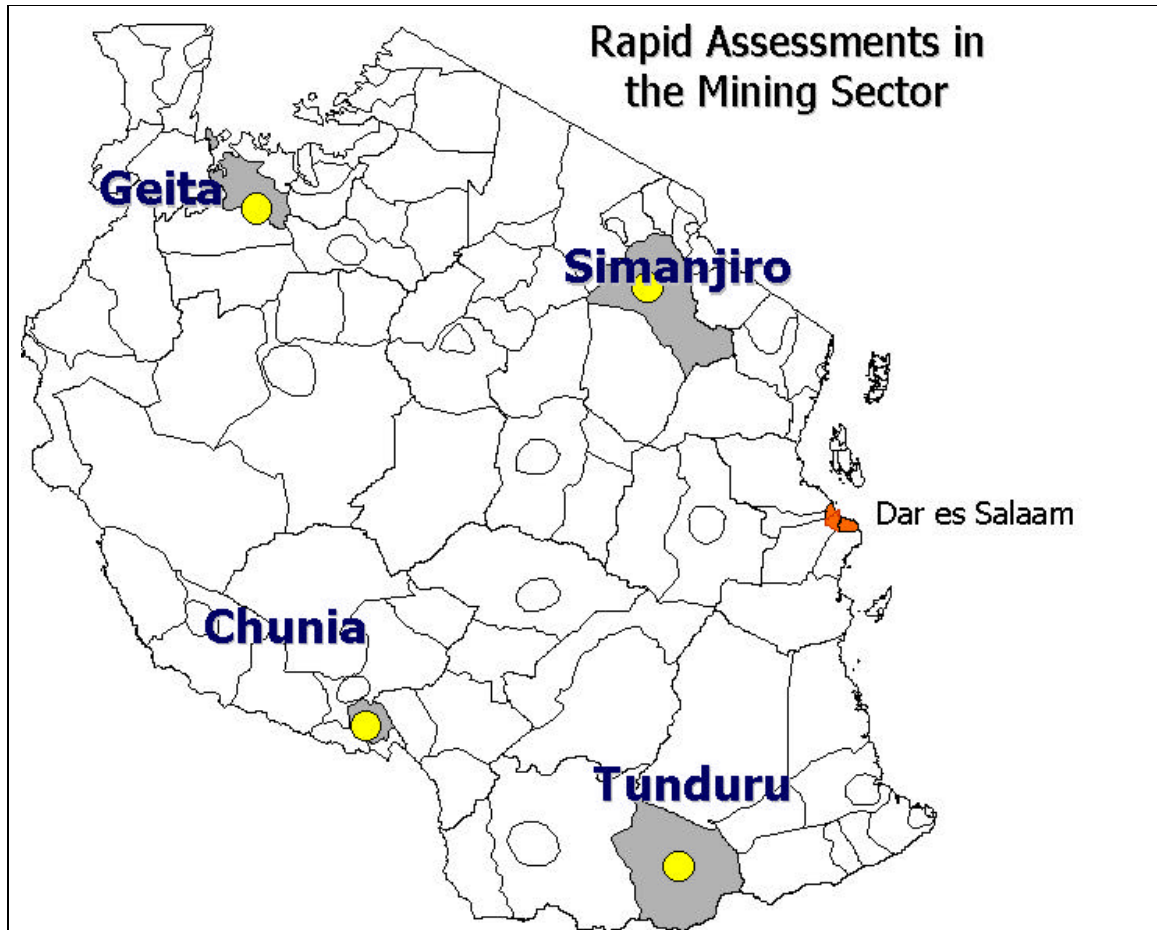 Rapid Assessments in
the Mining Sector
Geita
Simanjiro
Dar es Salaam
Chunia
Tunduru